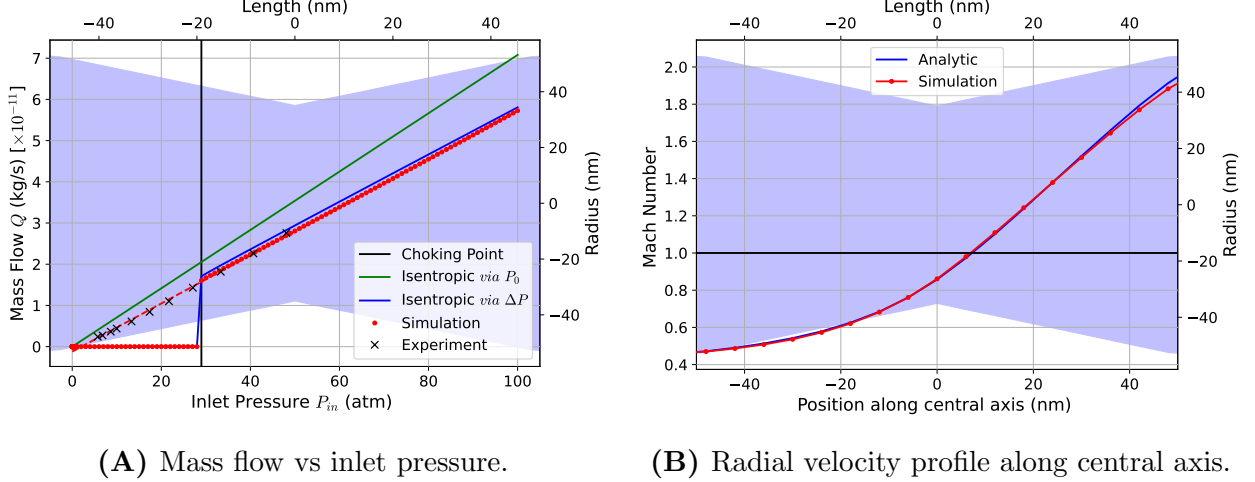 Length (nm)
−40 −20 0 20 40
7
6
5
4
3
2
1
0
Mass Flow Q (kg/s) [×10⁻¹¹]
40
20
0
−20
−40
Radius (nm)
Choking Point
Isentropic via P₀
Isentropic via ΔP
Simulation
Experiment
0 20 40 60 80 100
Inlet Pressure Pᵢₙ (atm)
(A) Mass flow vs inlet pressure.
Length (nm)
−40 −20 0 20 40
2.0
1.8
1.6
1.4
1.2
1.0
0.8
0.6
0.4
Mach Number
Analytic
Simulation
40
20
0
−20
−40
Radius (nm)
−40 −20 0 20 40
Position along central axis (nm)
(B) Radial velocity profile along central axis.